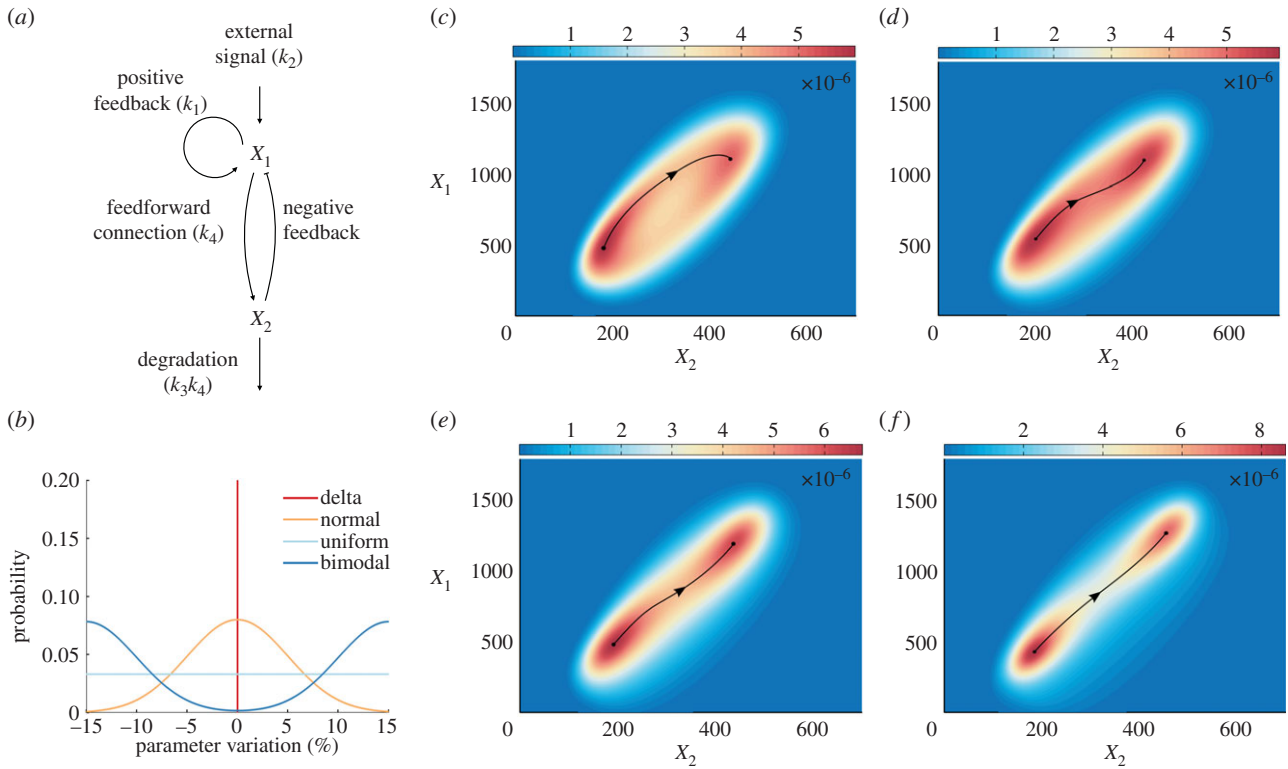 (a)
external
signal (k2)
positive
feedback (k1)
X1
feedforward
connection (k4)
negative
feedback
X2
degradation
(k3k4)
(b)
0.20
0.15
0.10
0.05
0
probability
delta
normal
uniform
bimodal
−15 −10 −5 0 5 10 15
parameter variation (%)
(c)
1 2 3 4 5
×10−6
1500
1000
500
X1
0 200 400 600
X2
(d)
1 2 3 4 5
×10−6
0 200 400 600
X2
(e)
1 2 3 4 5 6
×10−6
1500
1000
500
X1
0 200 400 600
X2
(f)
2 4 6 8
×10−6
1500
1000
500
0 200 400 600
X2